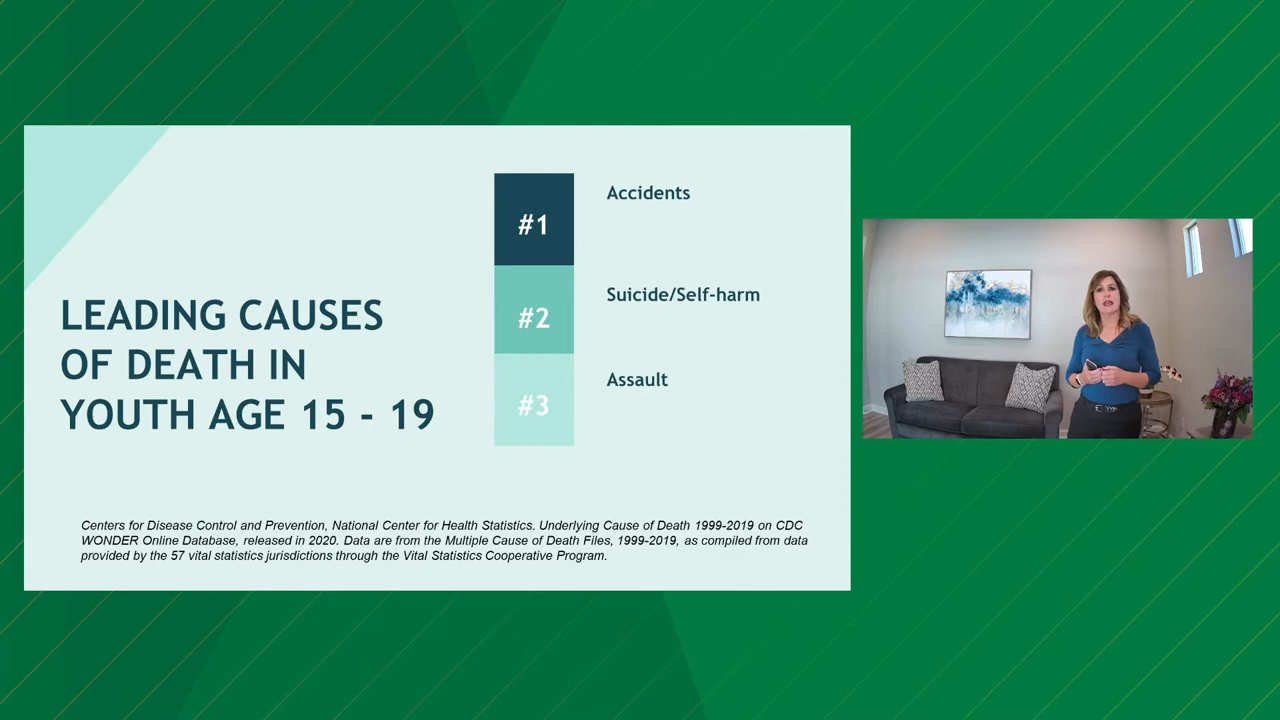 LEADING CAUSES
OF DEATH IN
YOUTH AGE 15 - 19
#1
Accidents
#2
Suicide/Self-harm
#3
Assault
Centers for Disease Control and Prevention, National Center for Health Statistics. Underlying Cause of Death 1999-2019 on CDC
WONDER Online Database, released in 2020. Data are from the Multiple Cause of Death Files, 1999-2019, as compiled from data
provided by the 57 vital statistics jurisdictions through the Vital Statistics Cooperative Program.